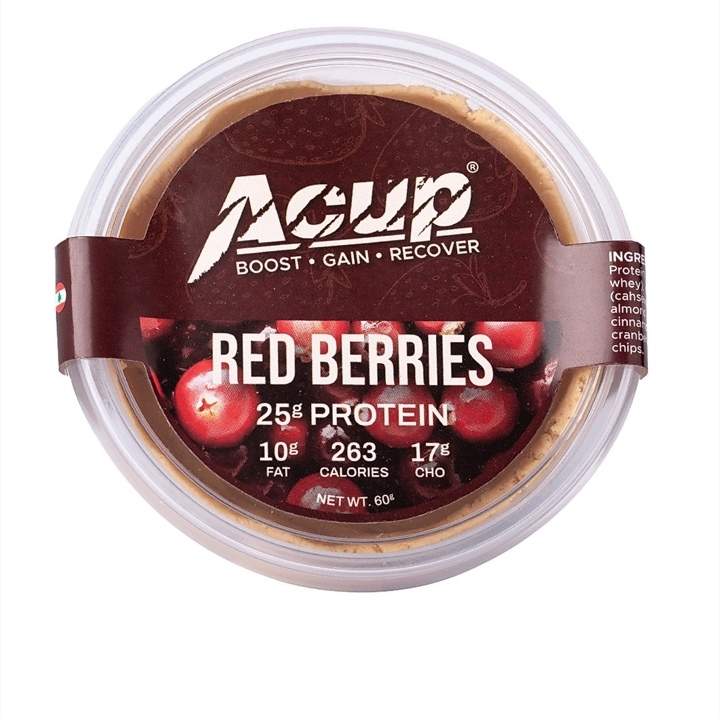 Acup®
BOOST • GAIN • RECOVER
RED BERRIES
25g PROTEIN
10g 263 17g
FAT CALORIES CHO
NET WT. 60g
INGRE
Protein
whey)
(cahse
almon
cinnam
cranbe
chips.